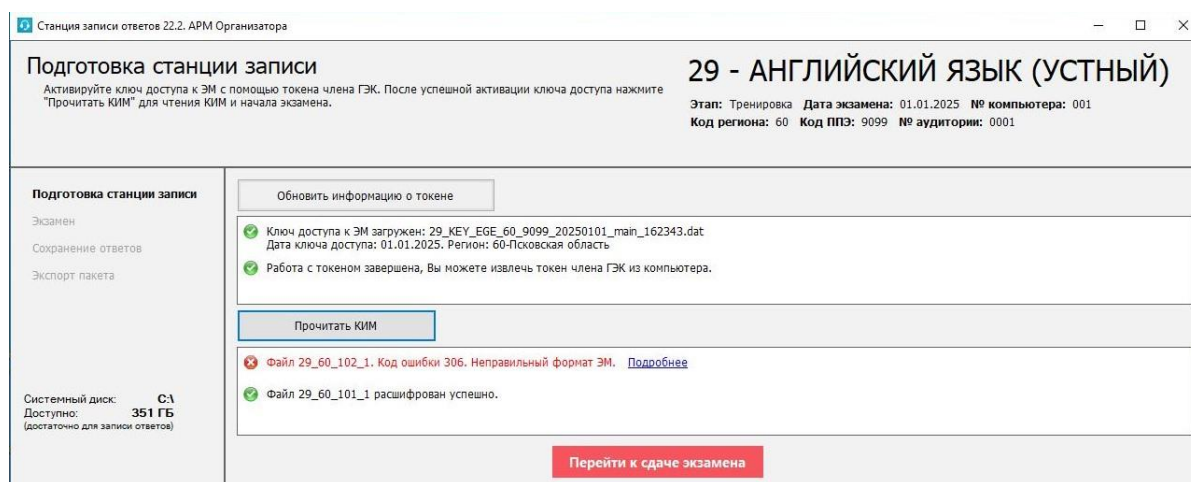 Станция записи ответов 22.2. АРМ Организатора
Подготовка станции записи
Активируйте ключ доступа к ЭМ с помощью токена члена ГЭК. После успешной активации ключа доступа нажмите
"Прочитать КИМ" для чтения КИМ и начала экзамена.
29 - АНГЛИЙСКИЙ ЯЗЫК (УСТНЫЙ)
Этап: Тренировка Дата экзамена: 01.01.2025 № компьютера: 001
Код региона: 60 Код ППЭ: 9099 № аудитории: 0001
Подготовка станции записи
Экзамен
Сохранение ответов
Экспорт пакета
Системный диск: C:\
Доступно: 351 ГБ
(достаточно для записи ответов)
Обновить информацию о токене
Ключ доступа к ЭМ загружен: 29_KEY_EGE_60_9099_20250101_main_162343.dat
Дата ключа доступа: 01.01.2025. Регион: 60-Псковская область
Работа с токеном завершена, Вы можете извлечь токен члена ГЭК из компьютера.
Прочитать КИМ
Файл 29_60_102_1. Код ошибки 306. Неправильный формат ЭМ. Подробнее
Файл 29_60_101_1 расшифрован успешно.
Перейти к сдаче экзамена